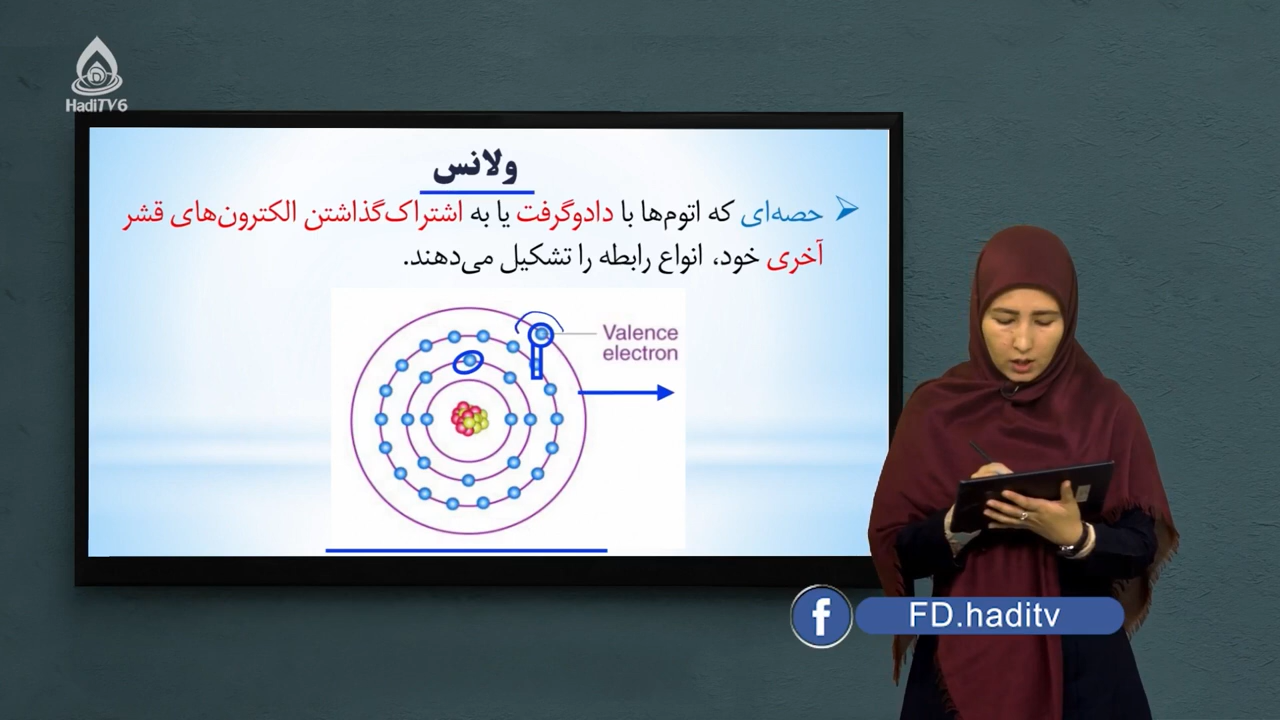 HadiTV6
ولانس
حصه‌ای که اتوم‌ها با دادوگرفت یا به اشتراک‌گذاشتن الکترون‌های قشر
آخری خود، انواع رابطه را تشکیل می‌دهند.
Valence
electron
f
FD.haditv